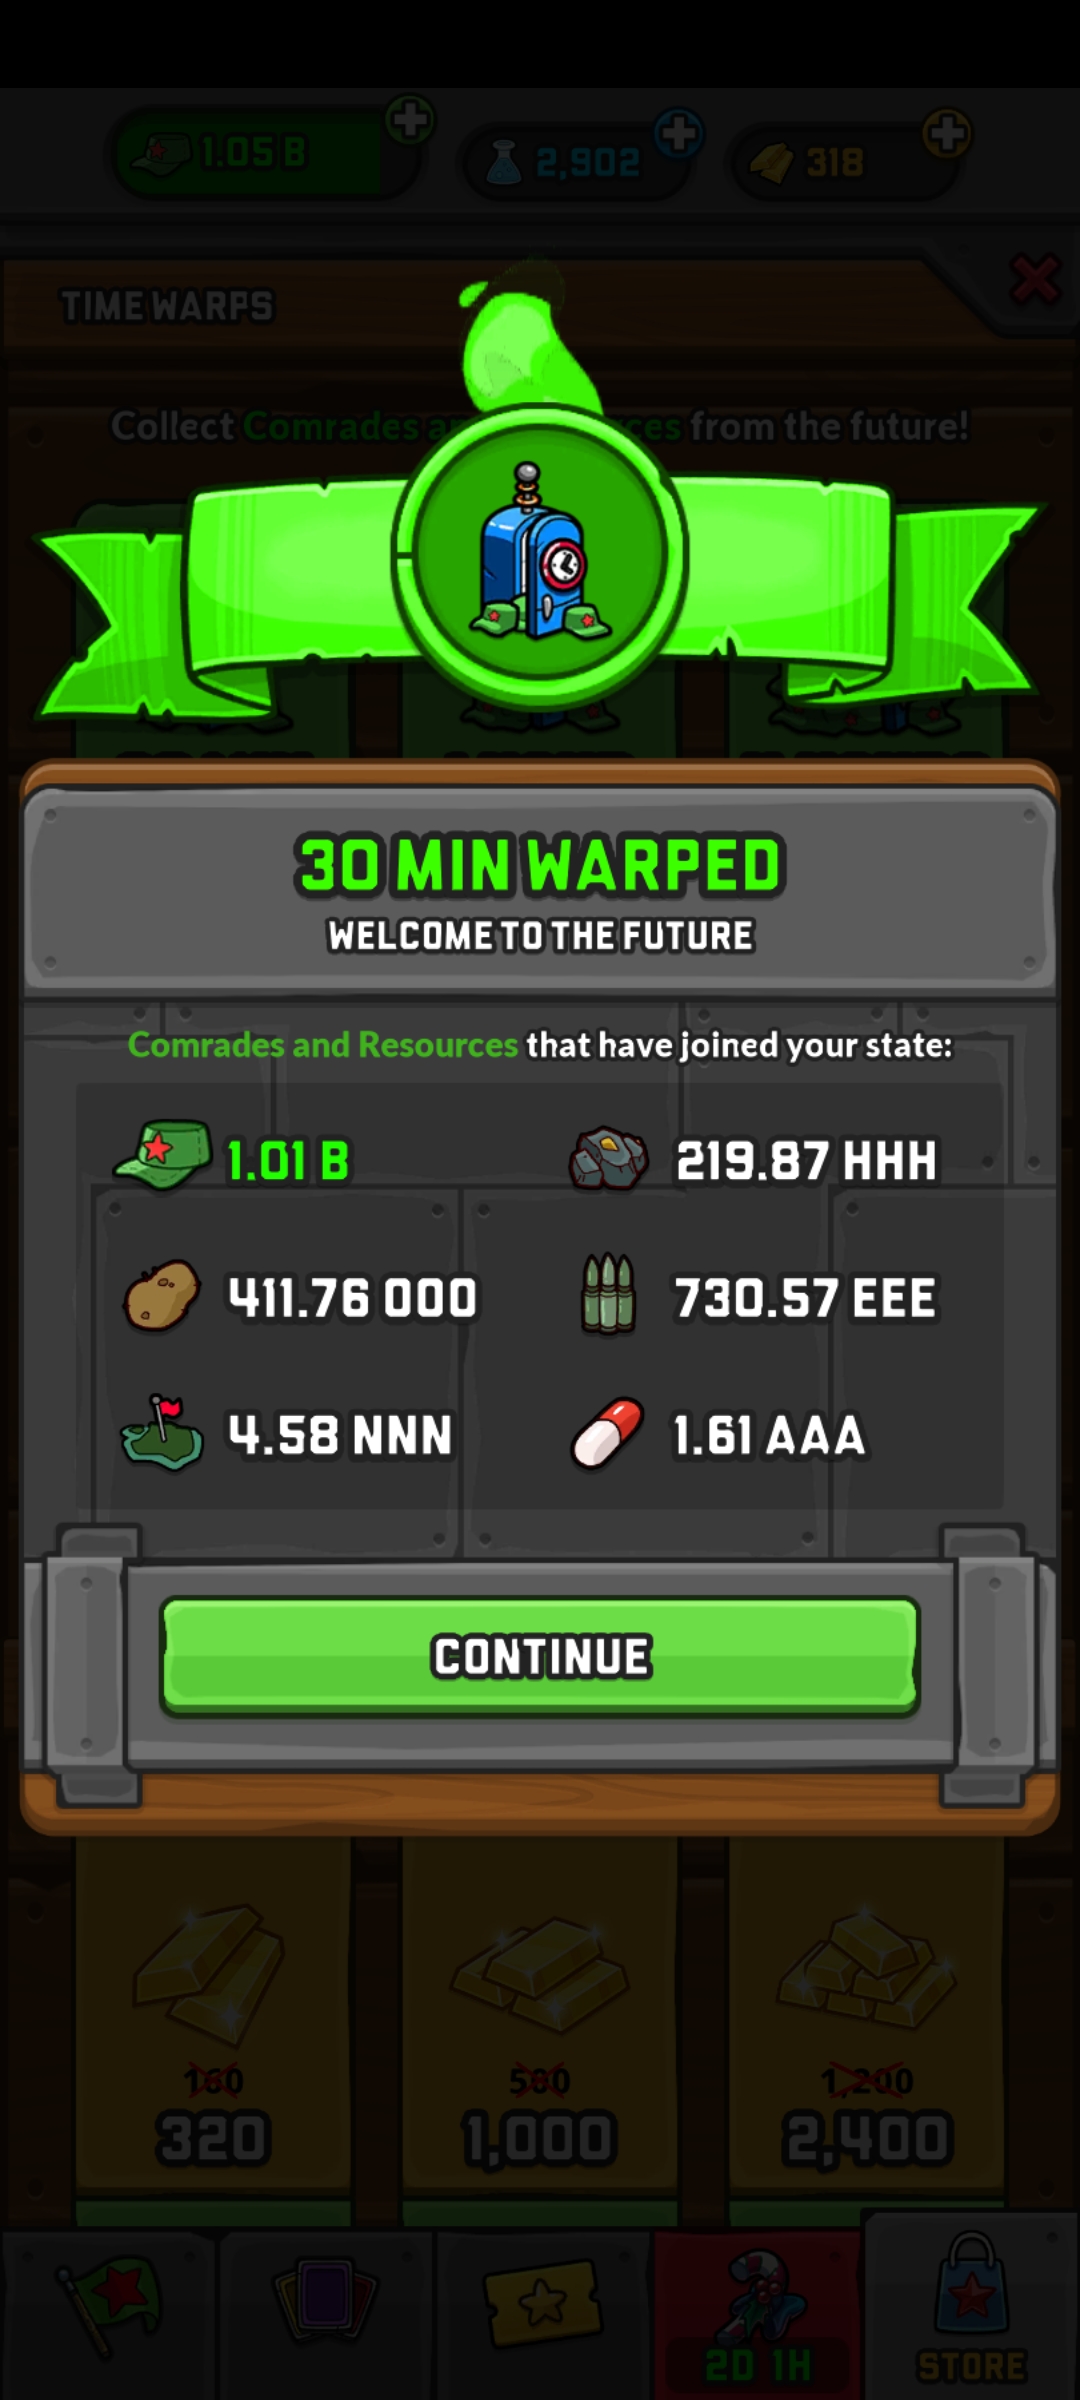 1.05 B
2,902
318
TIME WARPS
Collect Comrades a ces from the future!
30 MIN WARPED
WELCOME TO THE FUTURE
Comrades and Resources that have joined your state:
1.01 B
219.87 HHH
411.76 OOO
730.57 EEE
4.58 NNN
1.61 AAA
CONTINUE
160
500
1,200
320
1,000
2,400
2D 1H
STORE